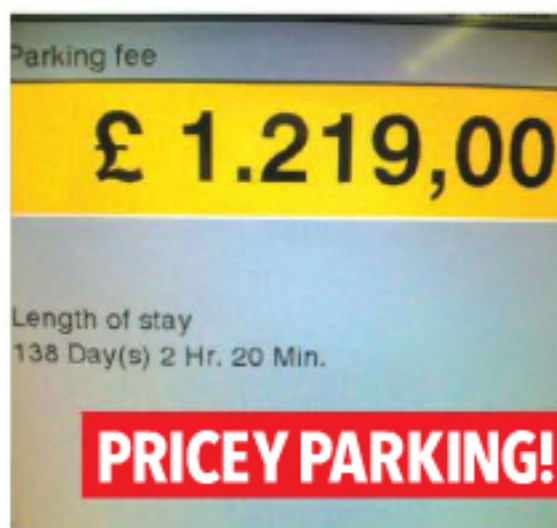 Parking fee
£ 1.219,00
Length of stay
138 Day(s) 2 Hr. 20 Min.
PRICEY PARKING!